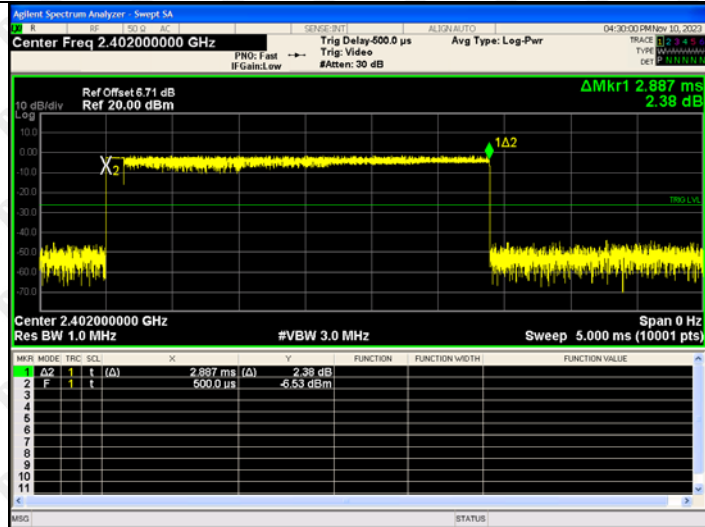 Agilent Spectrum Analyzer - Swept SA
R RF 50 Ω AC SENSE:INT ALIGN AUTO 04:30:00 PM Nov 10, 2023
Center Freq 2.402000000 GHz
PNO: Fast
IFGain:Low
Trig Delay-500.0 µs
Trig: Video
#Atten: 30 dB
Avg Type: Log-Pwr
TRACE 1 2 3 4 5 6
TYPE W
DET P N N N N N
ΔMkr1 2.887 ms
2.38 dB
Ref Offset 6.71 dB
10 dB/div Ref 20.00 dBm
Log
10.0
0.00
-10.0
-20.0
-30.0
-40.0
-50.0
-60.0
-70.0
1Δ2
X2
TRIG LVL
Center 2.402000000 GHz Span 0 Hz
Res BW 1.0 MHz #VBW 3.0 MHz Sweep 5.000 ms (10001 pts)
MKR MODE TRC SCL X Y FUNCTION FUNCTION WIDTH FUNCTION VALUE
1 Δ2 1 t (Δ) 2.887 ms (Δ) 2.38 dB
2 F 1 t 500.0 µs -6.53 dBm
3
4
5
6
7
8
9
10
11
MSG STATUS